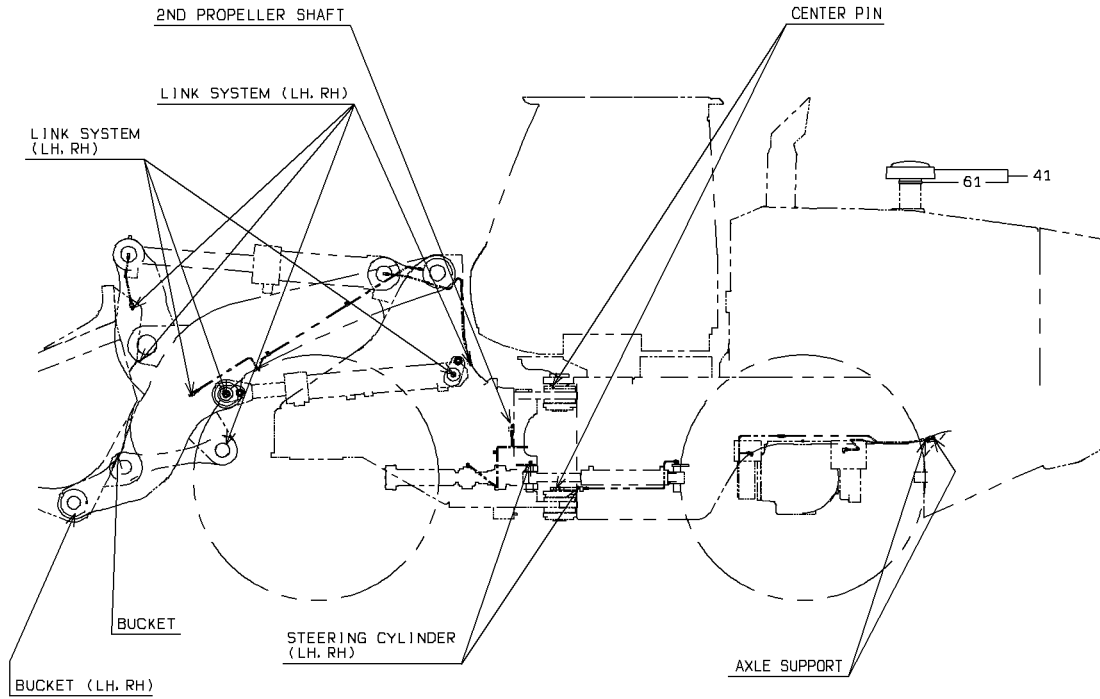 2ND PROPELLER SHAFT
CENTER PIN
LINK SYSTEM (LH, RH)
LINK SYSTEM
(LH, RH)
61
41
BUCKET
STEERING CYLINDER
(LH, RH)
AXLE SUPPORT
BUCKET (LH, RH)